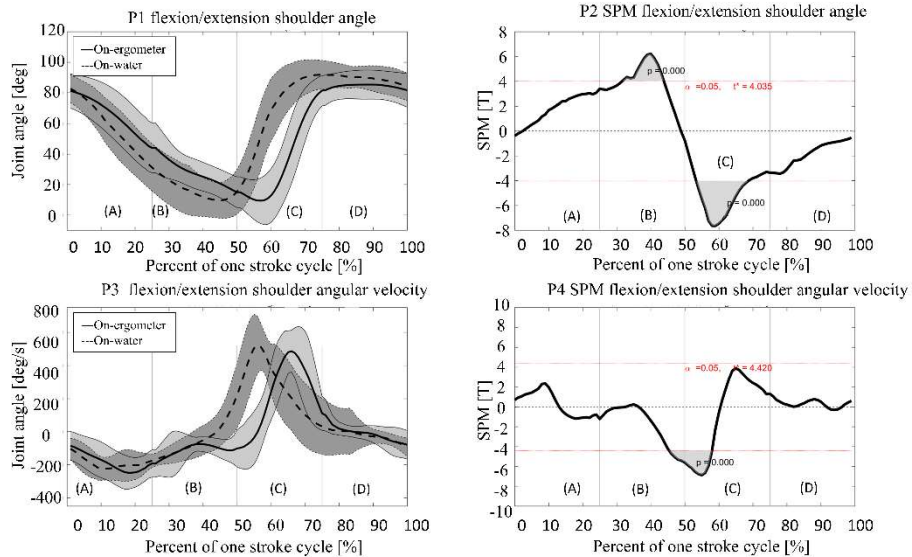 P1 flexion/extension shoulder angle
120
100
80
60
40
20
0
Joint angle [deg]
On-ergometer
On-water
(A) (B) (C) (D)
0 10 20 30 40 50 60 70 80 90 100
Percent of one stroke cycle [%]
P2 SPM flexion/extension shoulder angle
8
6
4
2
0
-2
-4
-6
-8
SPM [T]
p = 0.000
α =0.05, t* = 4.035
(C)
p = 0.000
(A) (B) (D)
0 10 20 30 40 50 60 70 80 90 100
Percent of one stroke cycle [%]
P3 flexion/extension shoulder angular velocity
800
600
400
200
0
-200
-400
Joint angle [deg/s]
On-ergometer
On-water
(A) (B) (C) (D)
0 10 20 30 40 50 60 70 80 90 100
Percent of one stroke cycle [%]
P4 SPM flexion/extension shoulder angular velocity
10
8
6
4
2
0
-2
-4
-6
-8
-10
SPM [T]
α =0.05, = 4.420
p = 0.000
(A) (B) (C) (D)
0 10 20 30 40 50 60 70 80 90 100
Percent of one stroke cycle [%]